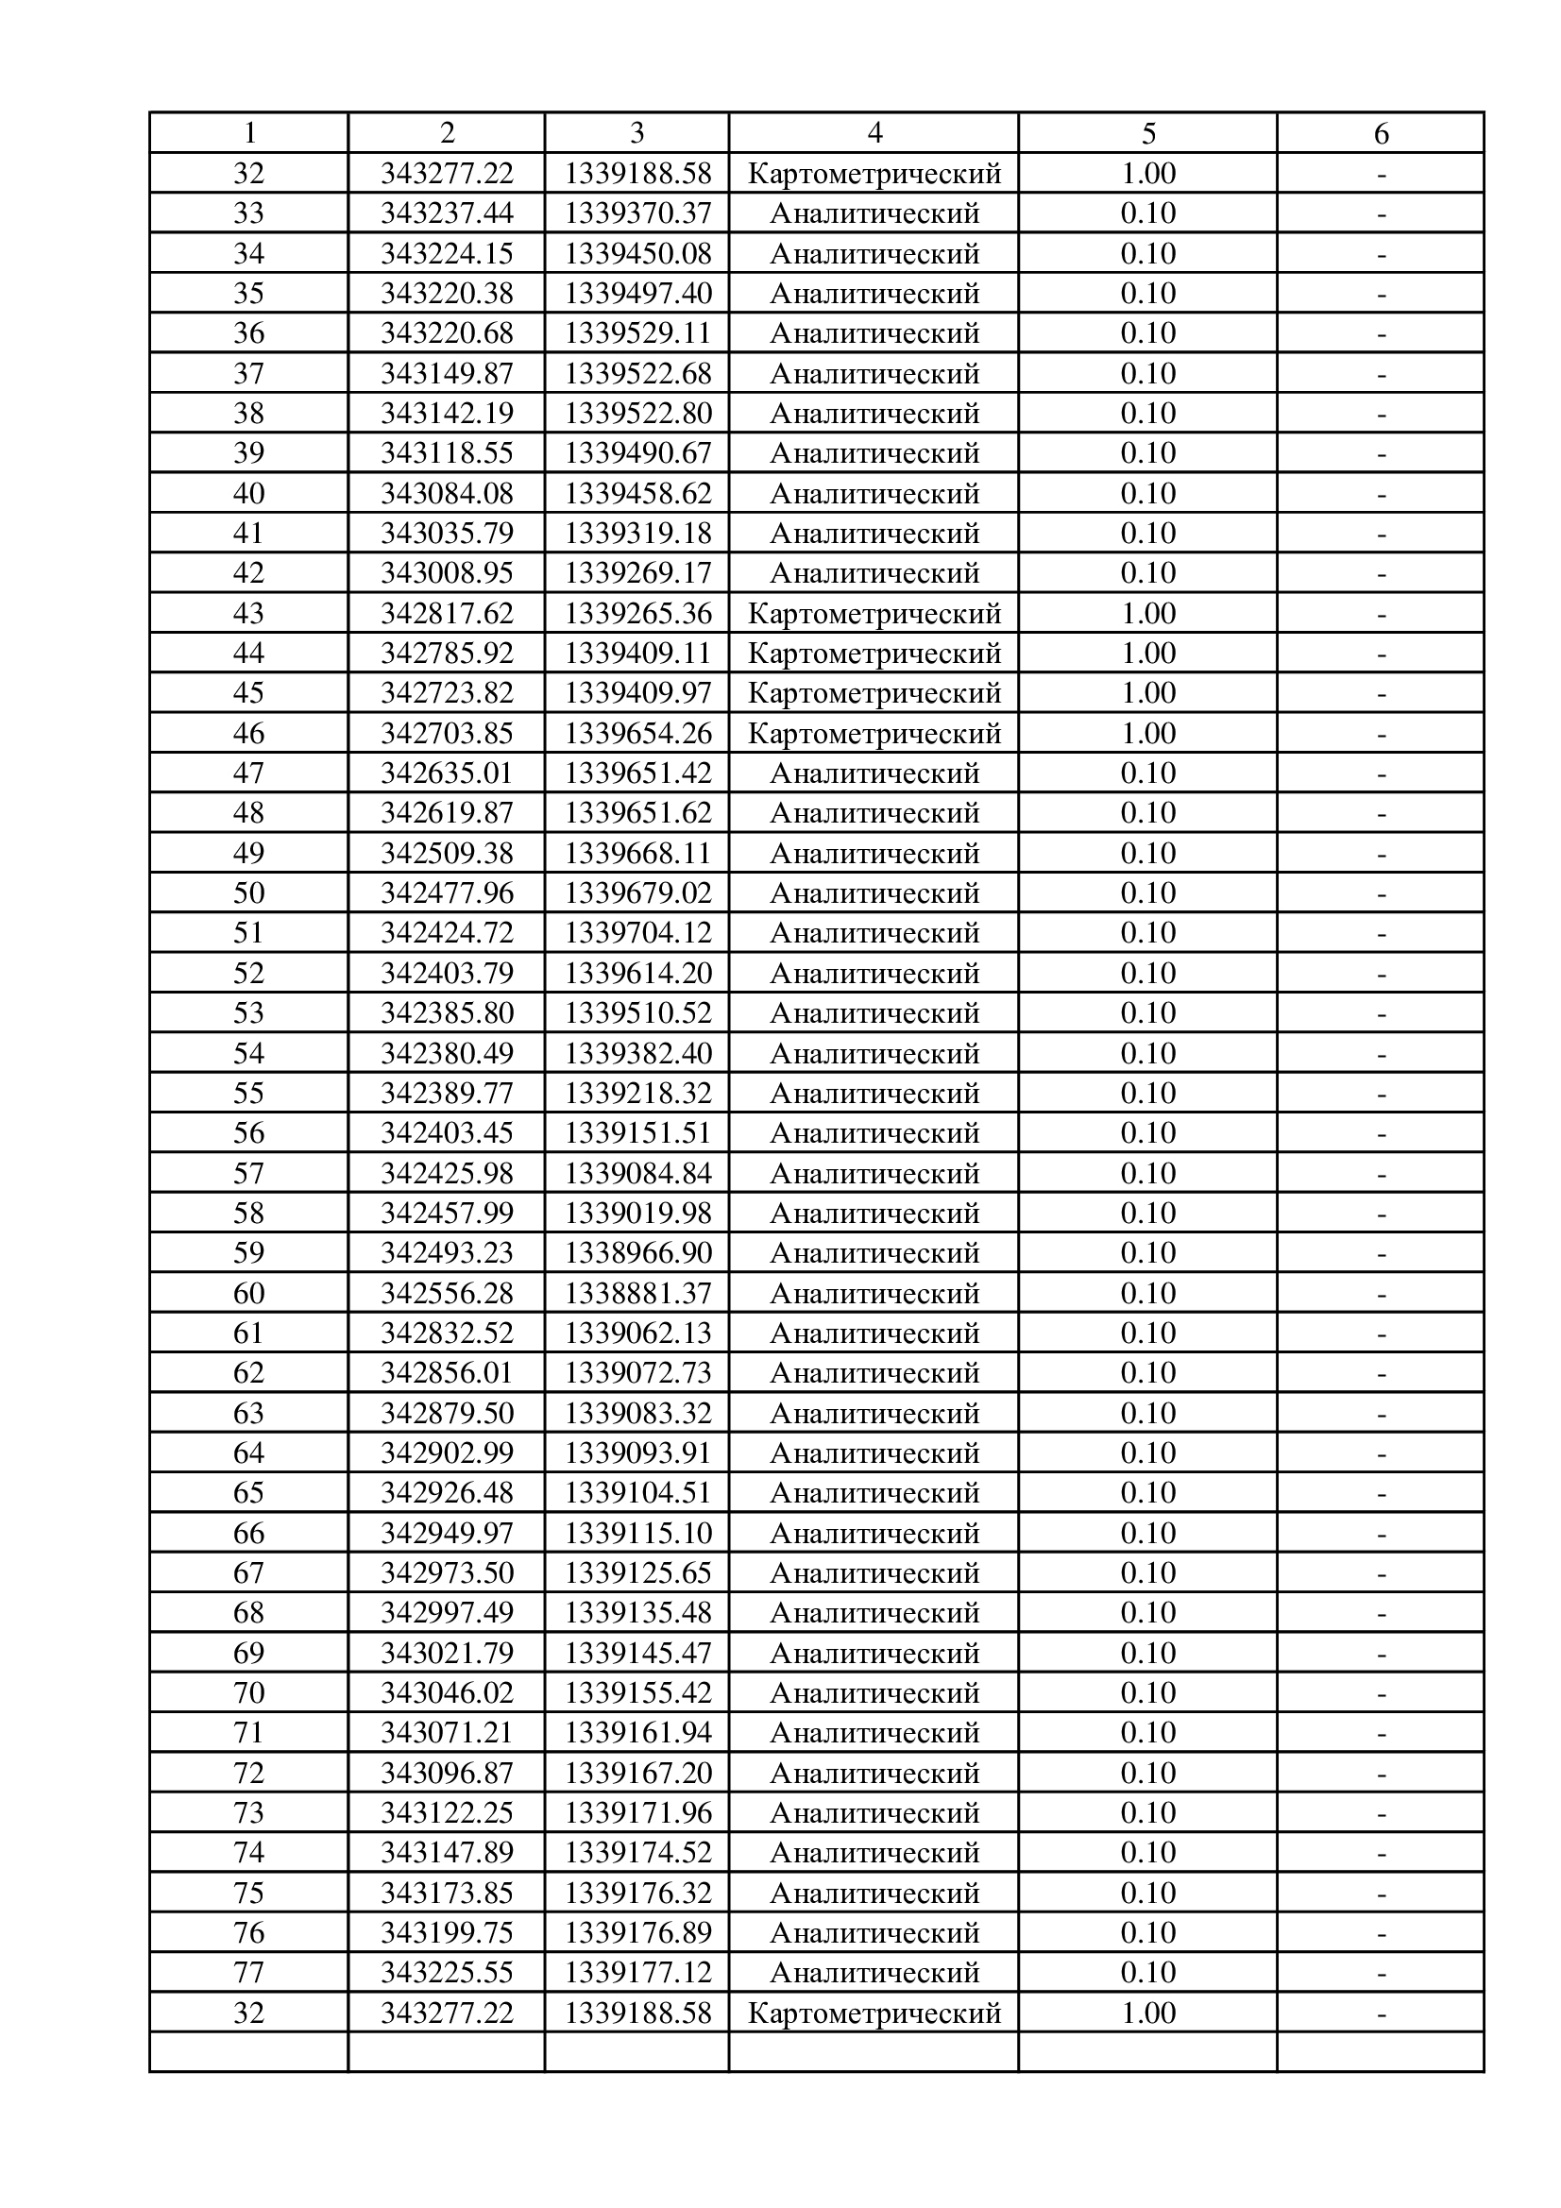 1 2 3 4 5 6
32 343277.22 1339188.58 Картометрический 1.00 -
33 343237.44 1339370.37 Аналитический 0.10 -
34 343224.15 1339450.08 Аналитический 0.10 -
35 343220.38 1339497.40 Аналитический 0.10 -
36 343220.68 1339529.11 Аналитический 0.10 -
37 343149.87 1339522.68 Аналитический 0.10 -
38 343142.19 1339522.80 Аналитический 0.10 -
39 343118.55 1339490.67 Аналитический 0.10 -
40 343084.08 1339458.62 Аналитический 0.10 -
41 343035.79 1339319.18 Аналитический 0.10 -
42 343008.95 1339269.17 Аналитический 0.10 -
43 342817.62 1339265.36 Картометрический 1.00 -
44 342785.92 1339409.11 Картометрический 1.00 -
45 342723.82 1339409.97 Картометрический 1.00 -
46 342703.85 1339654.26 Картометрический 1.00 -
47 342635.01 1339651.42 Аналитический 0.10 -
48 342619.87 1339651.62 Аналитический 0.10 -
49 342509.38 1339668.11 Аналитический 0.10 -
50 342477.96 1339679.02 Аналитический 0.10 -
51 342424.72 1339704.12 Аналитический 0.10 -
52 342403.79 1339614.20 Аналитический 0.10 -
53 342385.80 1339510.52 Аналитический 0.10 -
54 342380.49 1339382.40 Аналитический 0.10 -
55 342389.77 1339218.32 Аналитический 0.10 -
56 342403.45 1339151.51 Аналитический 0.10 -
57 342425.98 1339084.84 Аналитический 0.10 -
58 342457.99 1339019.98 Аналитический 0.10 -
59 342493.23 1338966.90 Аналитический 0.10 -
60 342556.28 1338881.37 Аналитический 0.10 -
61 342832.52 1339062.13 Аналитический 0.10 -
62 342856.01 1339072.73 Аналитический 0.10 -
63 342879.50 1339083.32 Аналитический 0.10 -
64 342902.99 1339093.91 Аналитический 0.10 -
65 342926.48 1339104.51 Аналитический 0.10 -
66 342949.97 1339115.10 Аналитический 0.10 -
67 342973.50 1339125.65 Аналитический 0.10 -
68 342997.49 1339135.48 Аналитический 0.10 -
69 343021.79 1339145.47 Аналитический 0.10 -
70 343046.02 1339155.42 Аналитический 0.10 -
71 343071.21 1339161.94 Аналитический 0.10 -
72 343096.87 1339167.20 Аналитический 0.10 -
73 343122.25 1339171.96 Аналитический 0.10 -
74 343147.89 1339174.52 Аналитический 0.10 -
75 343173.85 1339176.32 Аналитический 0.10 -
76 343199.75 1339176.89 Аналитический 0.10 -
77 343225.55 1339177.12 Аналитический 0.10 -
32 343277.22 1339188.58 Картометрический 1.00 -